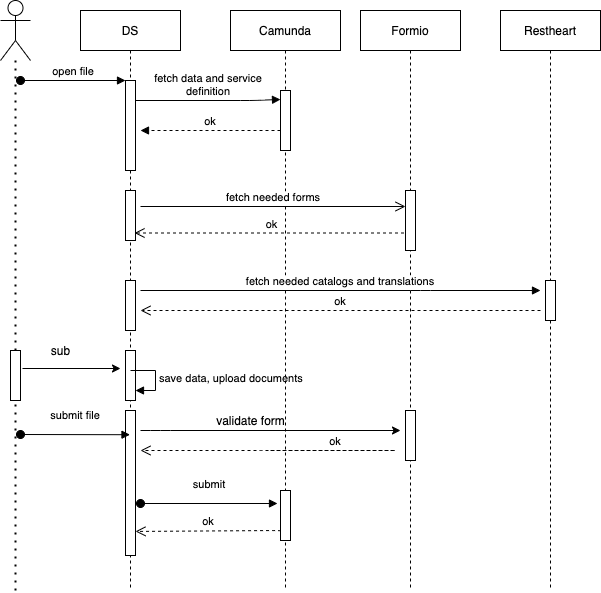 DS
Camunda
Formio
Restheart
open file
fetch data and service
definition
ok
fetch needed forms
ok
fetch needed catalogs and translations
ok
sub
save data, upload documents
submit file
validate form
ok
submit
ok